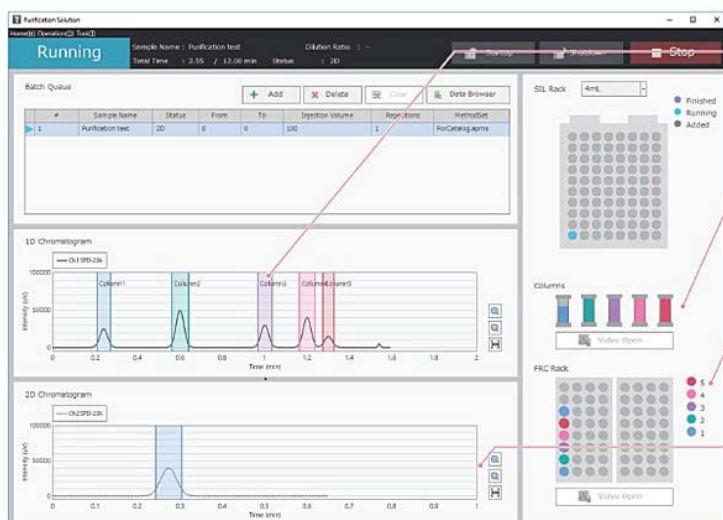 Purification Solution
Home(H) Operation(O) Tool(T)
Running
Sample Name : Purification test
Dilution Ratio : -
Total Time : 2.55 / 12.00 min
Status : 2D
StartUp
Shutdown
Stop
Batch Queue
Add
Delete
Clear
Data Browser
# Sample Name Status From To Injection Volume Repetitions MethodSet
1 Purification test 2D 0 0 100 1 ForCatalog.apms
1D Chromatogram
100000
50000
0
Intensity (uV)
Column1
Column2
Column3
Column5
0 0.2 0.4 0.6 0.8 1 1.2 1.4 1.6 1.8 2
Time (min)
2D Chromatogram
100000
50000
0
Intensity (uV)
0 0.1 0.2 0.3 0.4 0.5 0.6 0.7 0.8 0.9 1
Time (min)
SIL Rack
4mL
Finished
Running
Added
Columns
Valve Open
FRC Rack
5
4
3
2
1
Valve Open